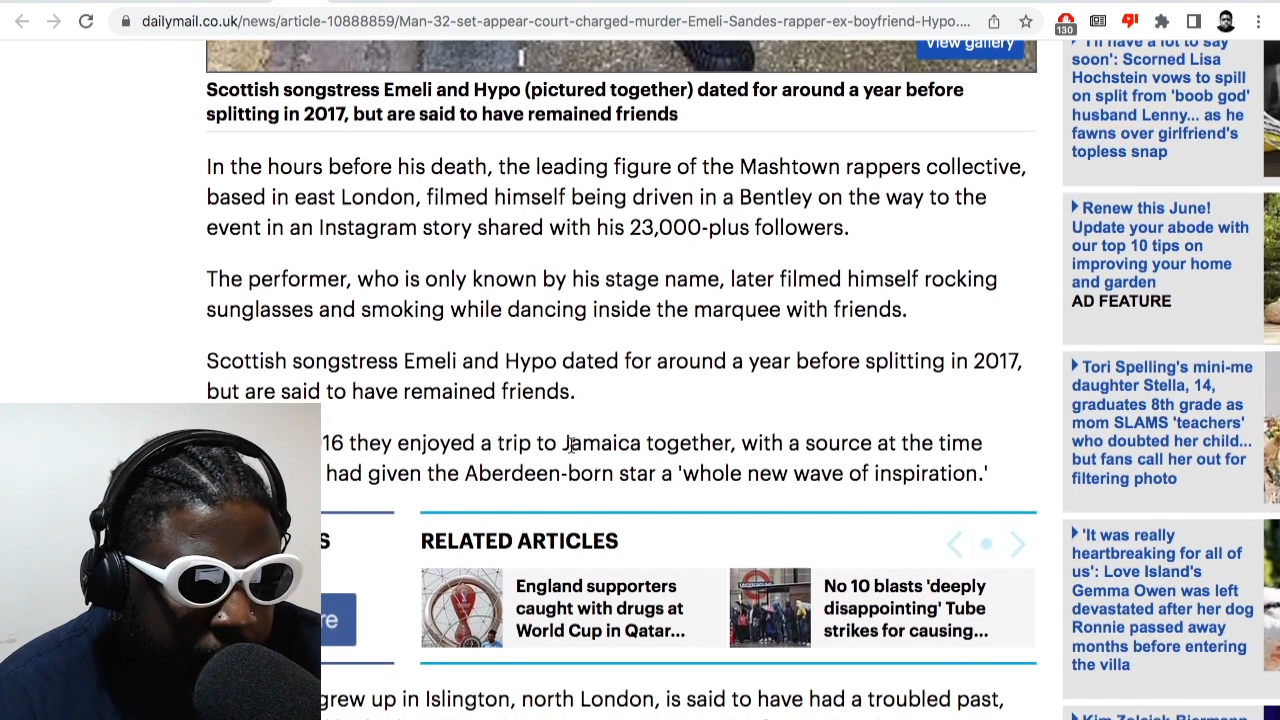 dailymail.co.uk/news/article-10888859/Man-32-set-appear-court-charged-murder-Emeli-Sandes-rapper-ex-boyfriend-Hypo....
130
View gallery
Scottish songstress Emeli and Hypo (pictured together) dated for around a year before
splitting in 2017, but are said to have remained friends
In the hours before his death, the leading figure of the Mashtown rappers collective,
based in east London, filmed himself being driven in a Bentley on the way to the
event in an Instagram story shared with his 23,000-plus followers.
The performer, who is only known by his stage name, later filmed himself rocking
sunglasses and smoking while dancing inside the marquee with friends.
Scottish songstress Emeli and Hypo dated for around a year before splitting in 2017,
but are said to have remained friends.
16 they enjoyed a trip to Jamaica together, with a source at the time
had given the Aberdeen-born star a 'whole new wave of inspiration.'
S
re
RELATED ARTICLES
England supporters
caught with drugs at
World Cup in Qatar...
No 10 blasts 'deeply
disappointing' Tube
strikes for causing...
grew up in Islington, north London, is said to have had a troubled past,
'I'll have a lot to say
soon': Scorned Lisa
Hochstein vows to spill
on split from 'boob god'
husband Lenny... as he
fawns over girlfriend's
topless snap
Renew this June!
Update your abode with
our top 10 tips on
improving your home
and garden
AD FEATURE
Tori Spelling's mini-me
daughter Stella, 14,
graduates 8th grade as
mom SLAMS 'teachers'
who doubted her child...
but fans call her out for
filtering photo
'It was really
heartbreaking for all of
us': Love Island's
Gemma Owen was left
devastated after her dog
Ronnie passed away
months before entering
the villa